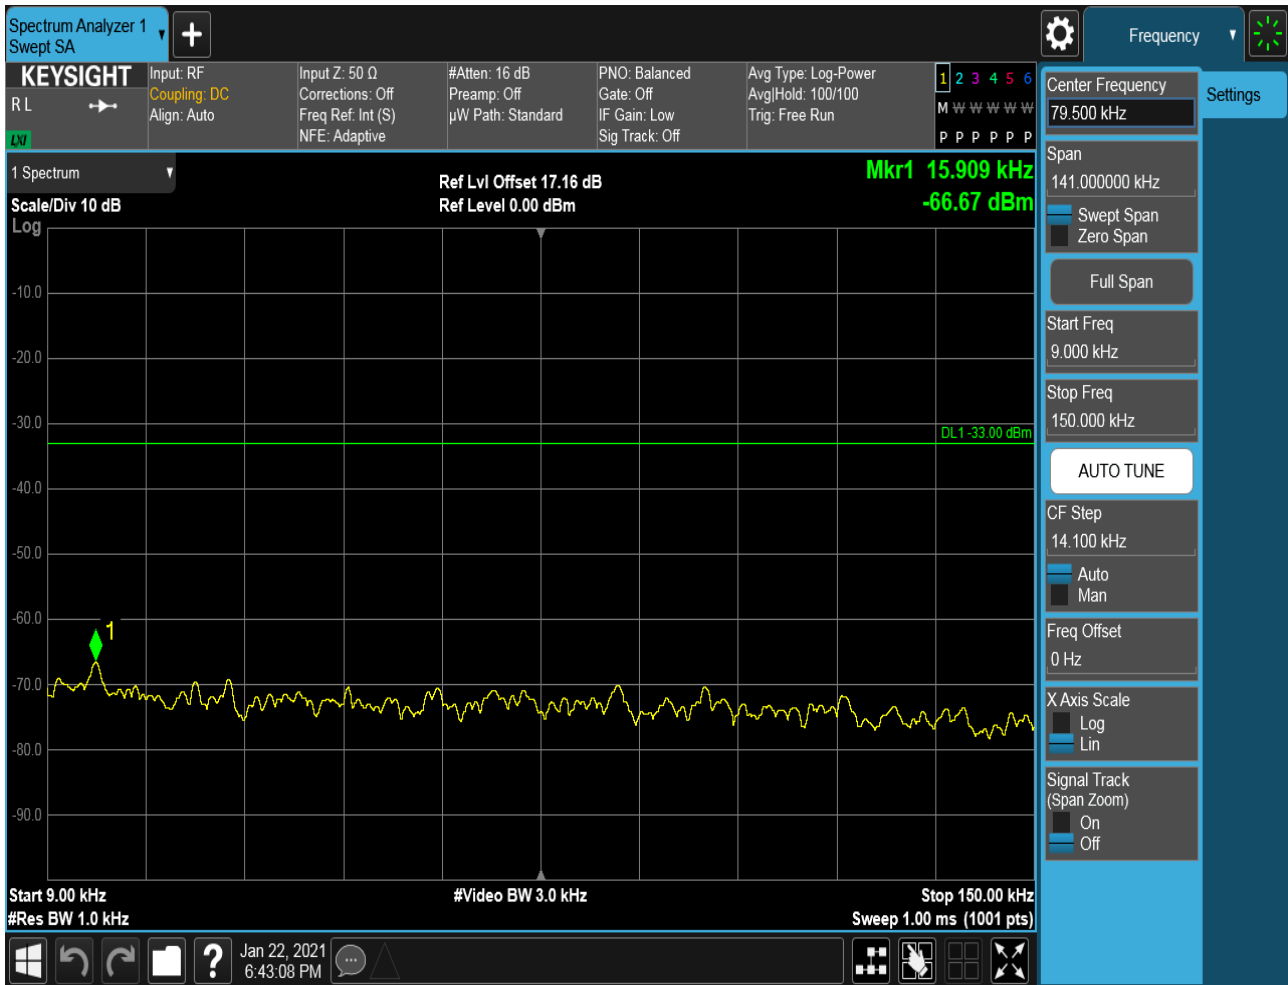 Spectrum Analyzer 1
Swept SA
Frequency
KEYSIGHT
R L
LXI
Input: RF
Coupling: DC
Align: Auto
Input Z: 50 Ω
Corrections: Off
Freq Ref: Int (S)
NFE: Adaptive
#Atten: 16 dB
Preamp: Off
µW Path: Standard
PNO: Balanced
Gate: Off
IF Gain: Low
Sig Track: Off
Avg Type: Log-Power
Avg|Hold: 100/100
Trig: Free Run
1 2 3 4 5 6
M W W W W W
P P P P P P
1 Spectrum
Scale/Div 10 dB
Log
Ref Lvl Offset 17.16 dB
Ref Level 0.00 dBm
Mkr1 15.909 kHz
-66.67 dBm
-10.0
-20.0
-30.0
DL1 -33.00 dBm
-40.0
-50.0
-60.0
1
-70.0
-80.0
-90.0
Start 9.00 kHz
#Video BW 3.0 kHz
Stop 150.00 kHz
#Res BW 1.0 kHz
Sweep 1.00 ms (1001 pts)
Jan 22, 2021
6:43:08 PM
?
Center Frequency
79.500 kHz
Settings
Span
141.000000 kHz
Swept Span
Zero Span
Full Span
Start Freq
9.000 kHz
Stop Freq
150.000 kHz
AUTO TUNE
CF Step
14.100 kHz
Auto
Man
Freq Offset
0 Hz
X Axis Scale
Log
Lin
Signal Track
(Span Zoom)
On
Off